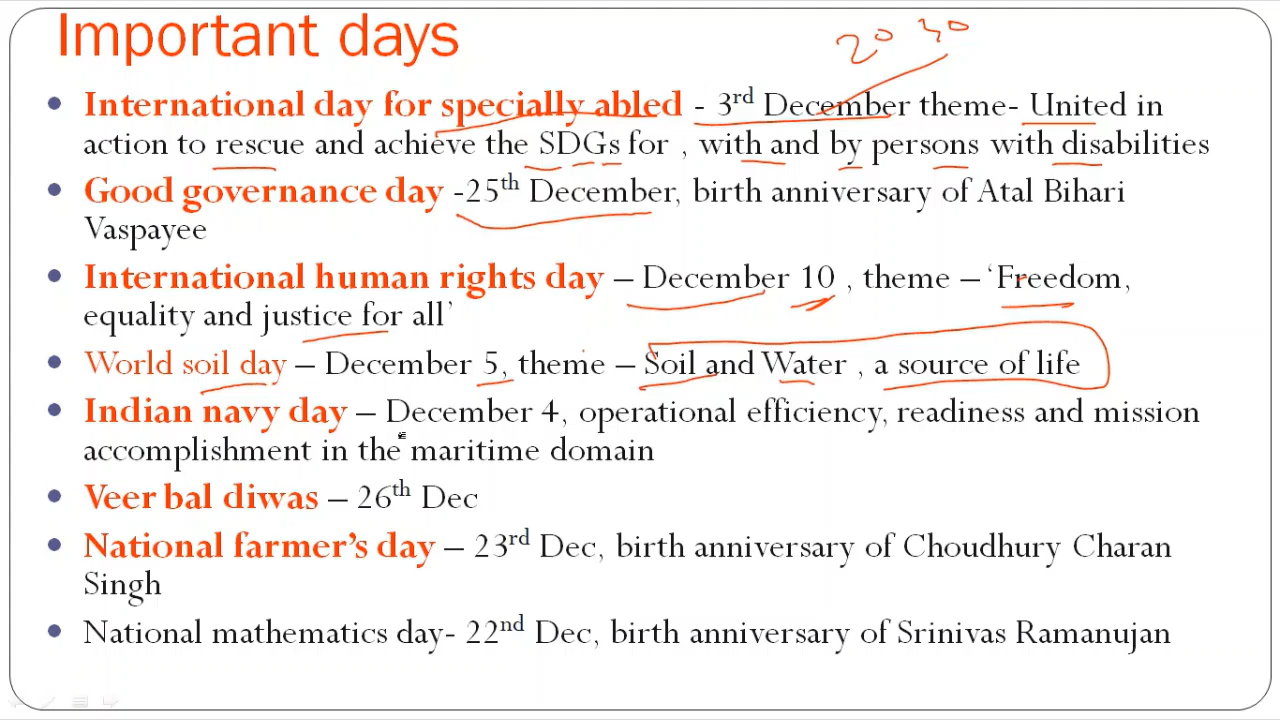 Important days
20 30
• International day for specially abled - 3rd December theme- United in
action to rescue and achieve the SDGs for , with and by persons with disabilities
• Good governance day -25th December, birth anniversary of Atal Bihari
Vaspayee
• International human rights day – December 10 , theme – ‘Freedom,
equality and justice for all’
• World soil day – December 5, theme – Soil and Water , a source of life
• Indian navy day – December 4, operational efficiency, readiness and mission
accomplishment in the maritime domain
• Veer bal diwas – 26th Dec
• National farmer’s day – 23rd Dec, birth anniversary of Choudhury Charan
Singh
• National mathematics day- 22nd Dec, birth anniversary of Srinivas Ramanujan